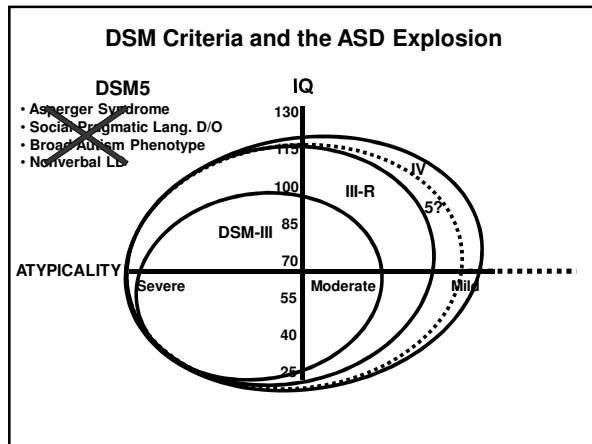 DSM Criteria and the ASD Explosion
DSM5
• Asperger Syndrome
• Social Pragmatic Lang. D/O
• Broad Autism Phenotype
• Nonverbal LD
IQ
130
115
100
85
70
55
40
25
IV
III-R
5?
DSM-III
ATYPICALITY
Severe
Moderate
Mild